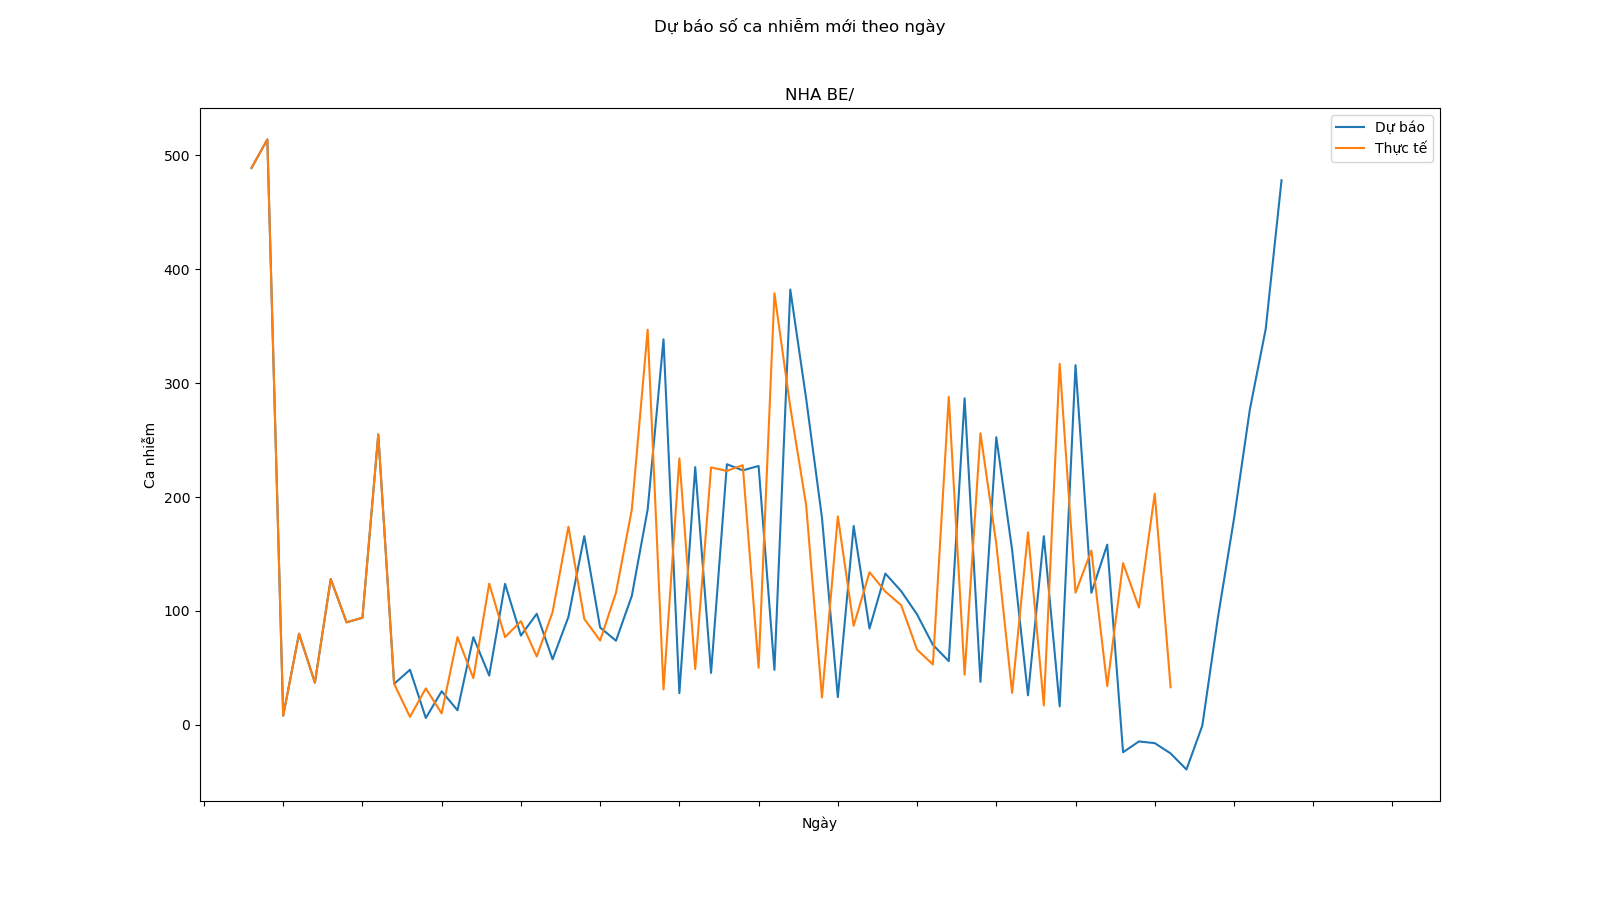 Dự báo số ca nhiễm mới theo ngày
NHA BE/
Dự báo
Thực tế
500
400
300
200
100
0
Ca nhiễm
Ngày